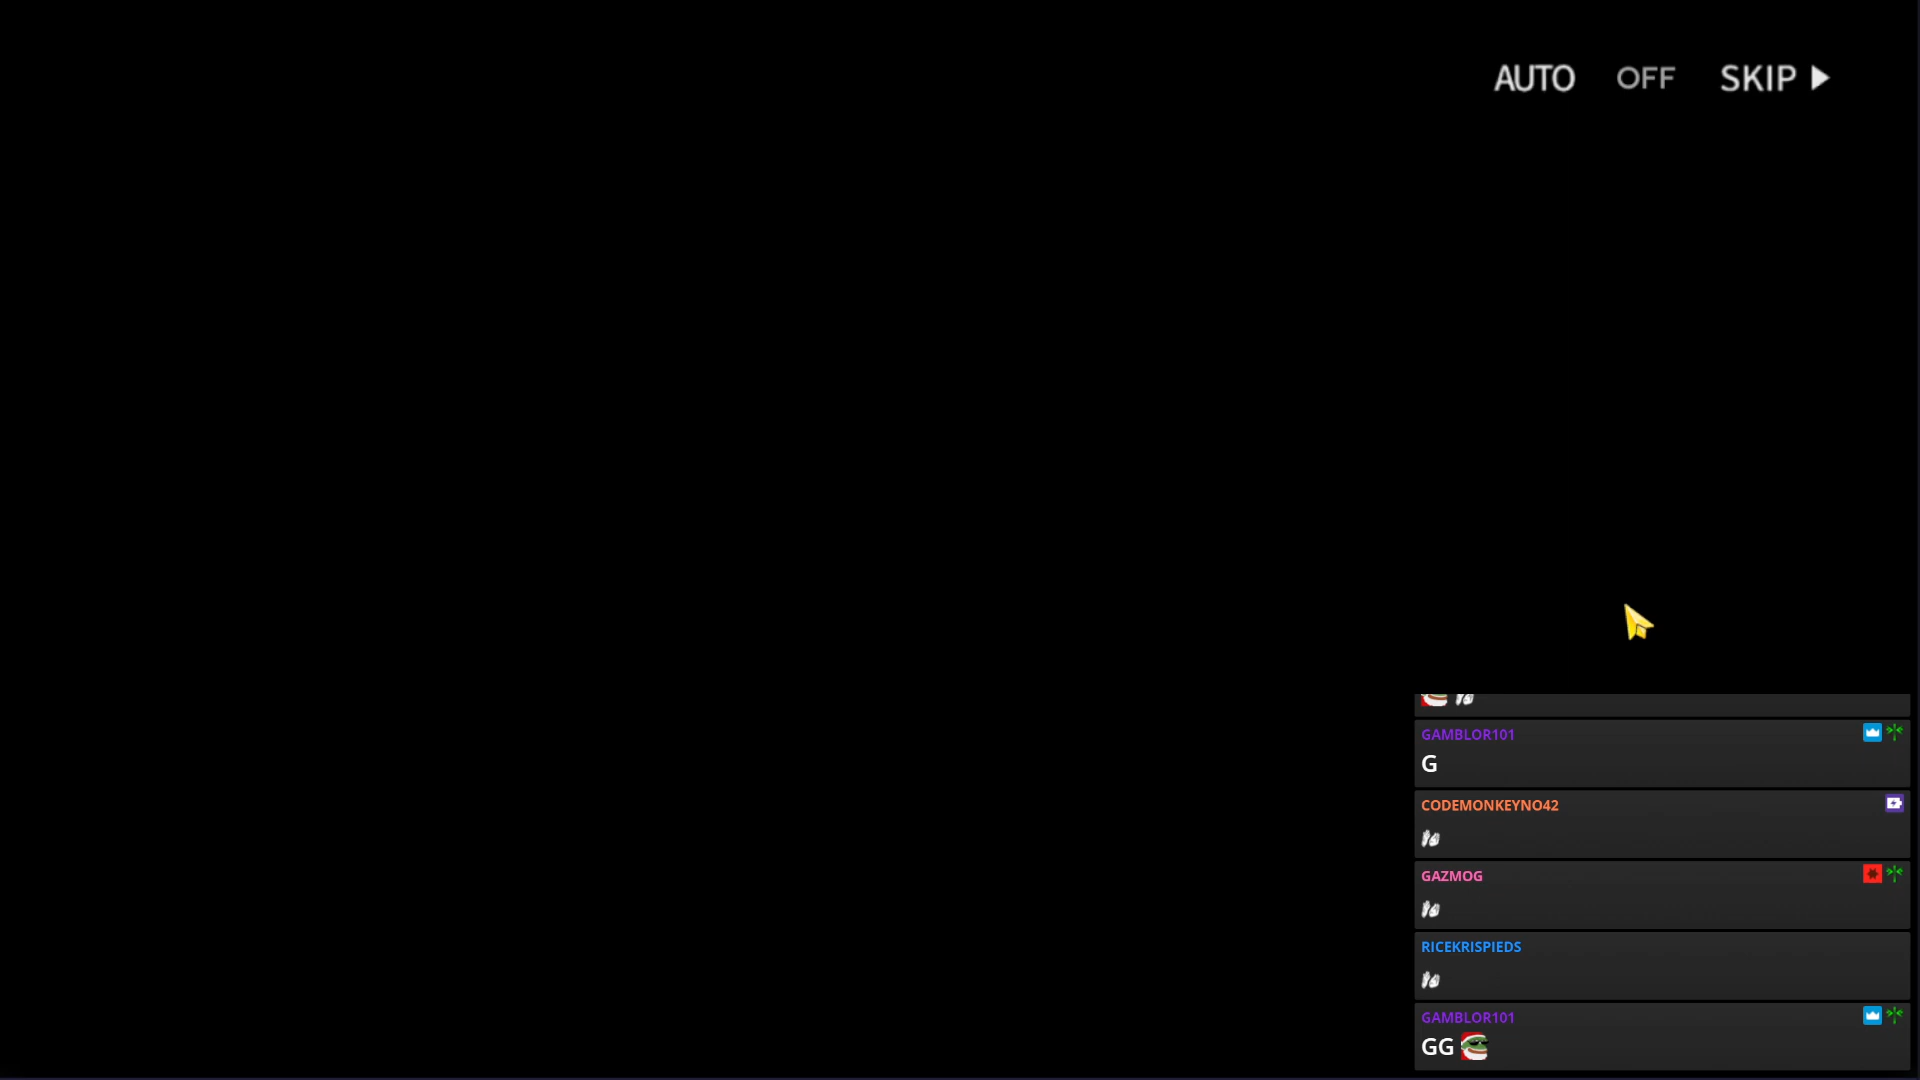 AUTO OFF SKIP
GAMBLOR101
G
CODEMONKEYNO42
GAZMOG
RICEKRISPIEDS
GAMBLOR101
GG